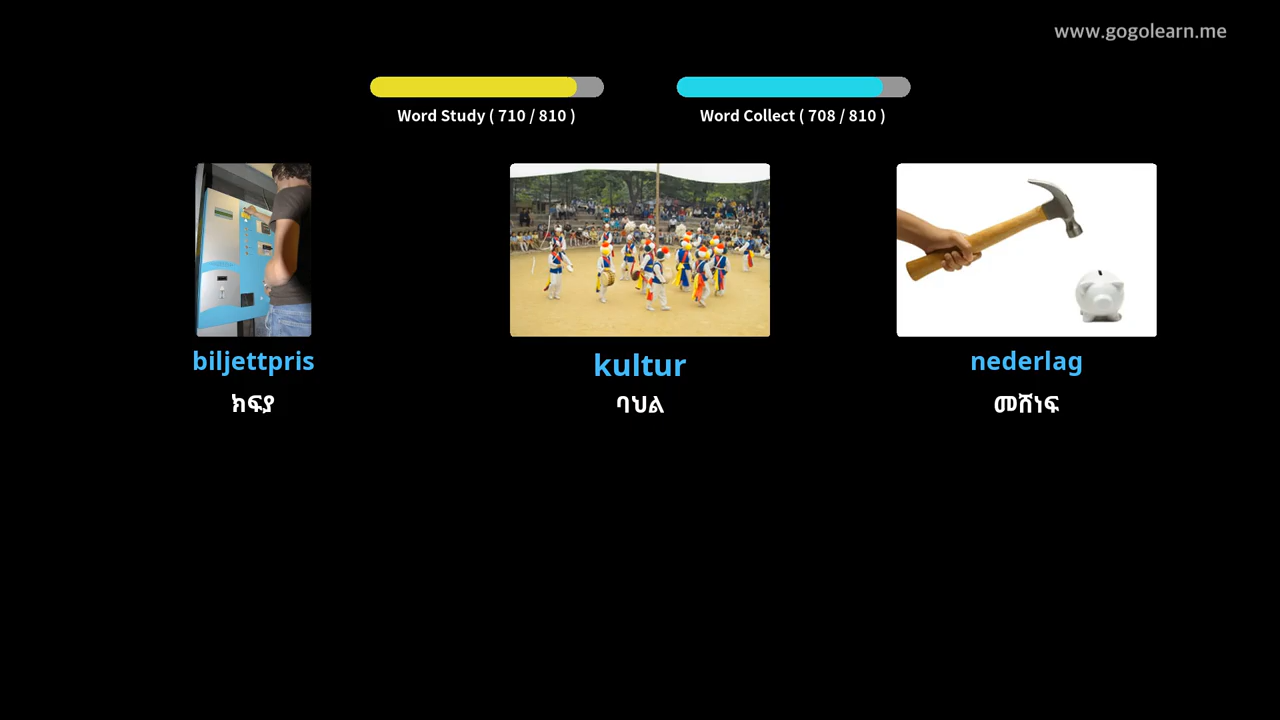 www.gogolearn.me
Word Study ( 710 / 810 )
Word Collect ( 708 / 810 )
biljettpris
kultur
nederlag
ክፍያ
ባህል
መሸነፍ